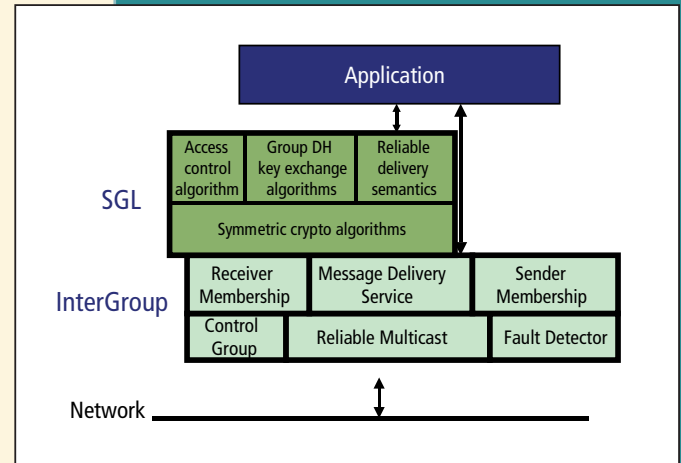 Application
Access
control
algorithm
Group DH
key exchange
algorithms
Reliable
delivery
semantics
SGL
Symmetric crypto algorithms
Receiver
Membership
Message Delivery
Service
Sender
Membership
InterGroup
Control
Group
Reliable Multicast
Fault Detector
Network